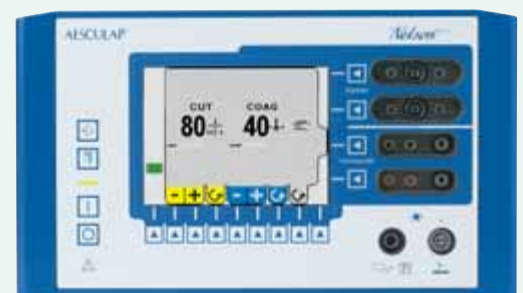 AESCULAP
Nelson
CUT COAG
80 40
- + - +